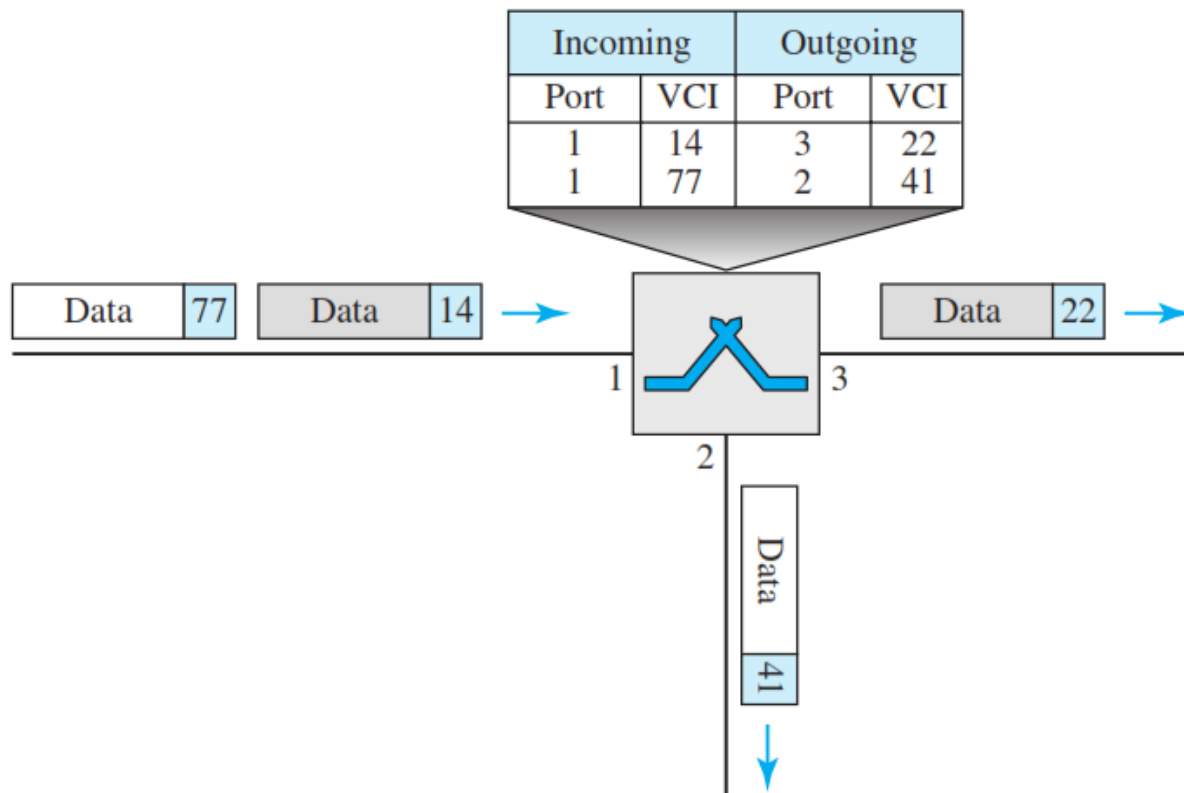 Incoming Outgoing
Port VCI Port VCI
1 14 3 22
1 77 2 41
Data 77 Data 14 Data 22
1 3
2
Data 41